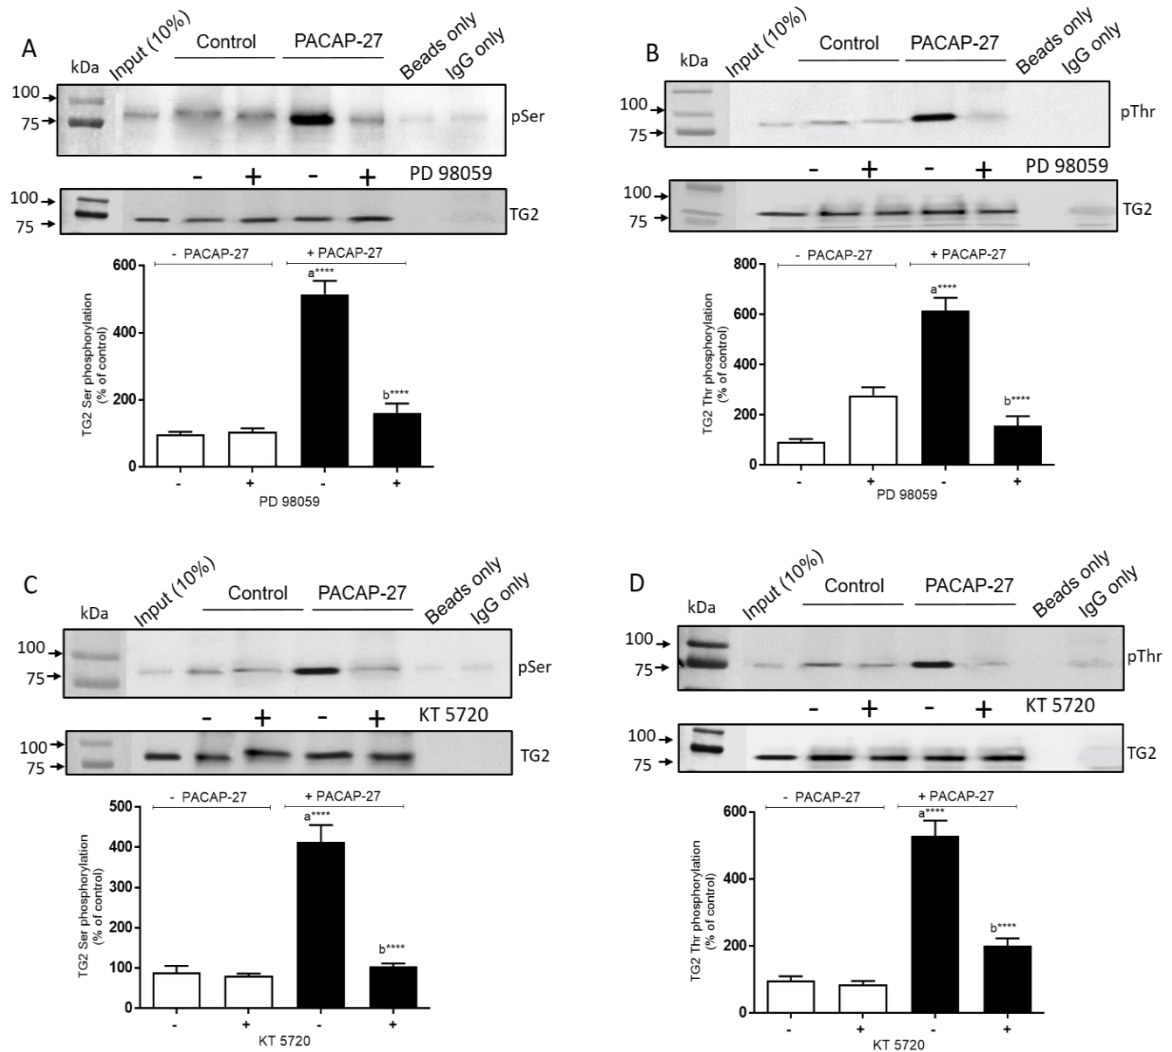 A
kDa
Input (10%)
Control
PACAP-27
Beads only
IgG only
100
75
pSer
- + - + PD 98059
100
75
TG2
- PACAP-27 + PACAP-27
TG2 Ser phosphorylation
(% of control)
600
400
200
0
a****
b****
- + - +
PD 98059
B
kDa
Input (10%)
Control
PACAP-27
Beads only
IgG only
100
75
pThr
- + - + PD 98059
100
75
TG2
- PACAP-27 + PACAP-27
TG2 Thr phosphorylation
(% of control)
800
600
400
200
0
a****
b****
- + - +
PD 98059
C
kDa
Input (10%)
Control
PACAP-27
Beads only
IgG only
100
75
pSer
- + - + KT 5720
100
75
TG2
- PACAP-27 + PACAP-27
TG2 Ser phosphorylation
(% of control)
500
400
300
200
100
0
a****
b****
- + - +
KT 5720
D
kDa
Input (10%)
Control
PACAP-27
Beads only
IgG only
100
75
pThr
- + - + KT 5720
100
75
TG2
- PACAP-27 + PACAP-27
TG2 Thr phosphorylation
(% of control)
600
400
200
0
a****
b****
- + - +
KT 5720